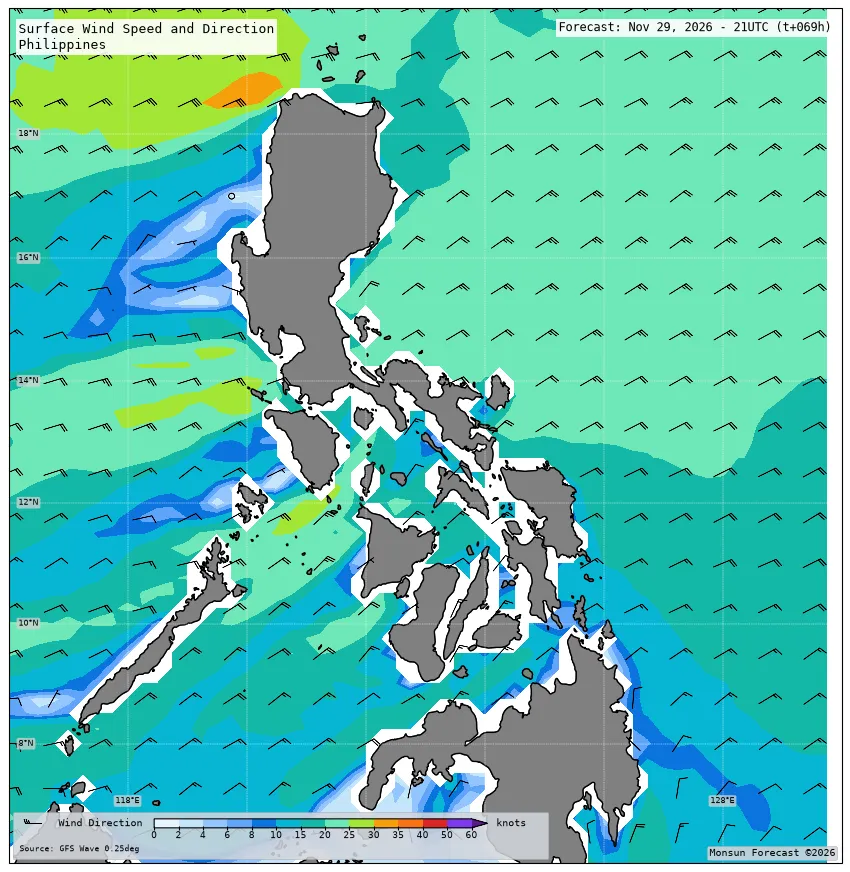 Surface Wind Speed and Direction
Philippines
Forecast: Nov 29, 2026 - 21UTC (t+069h)
18°N
16°N
14°N
12°N
10°N
8°N
118°E
128°E
Wind Direction
0 2 4 6 8 10 15 20 25 30 35 40 50 60
knots
Source: GFS Wave 0.25deg
Monsun Forecast ©2026